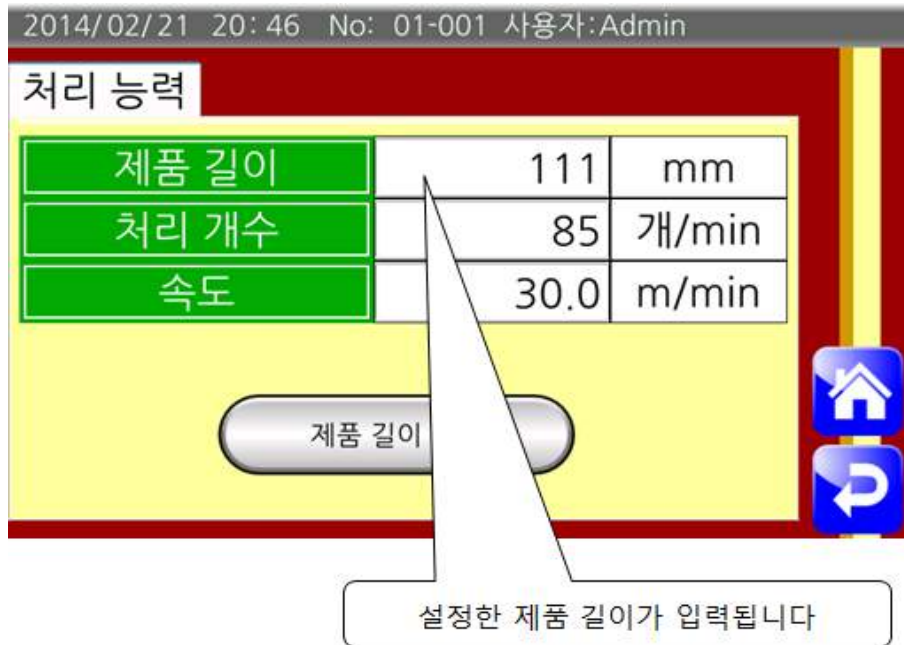 2014/02/21 20:46 No: 01-001 사용자:Admin
처리 능력
제품 길이 111 mm
처리 개수 85 개/min
속도 30.0 m/min
제품 길이
설정한 제품 길이가 입력됩니다